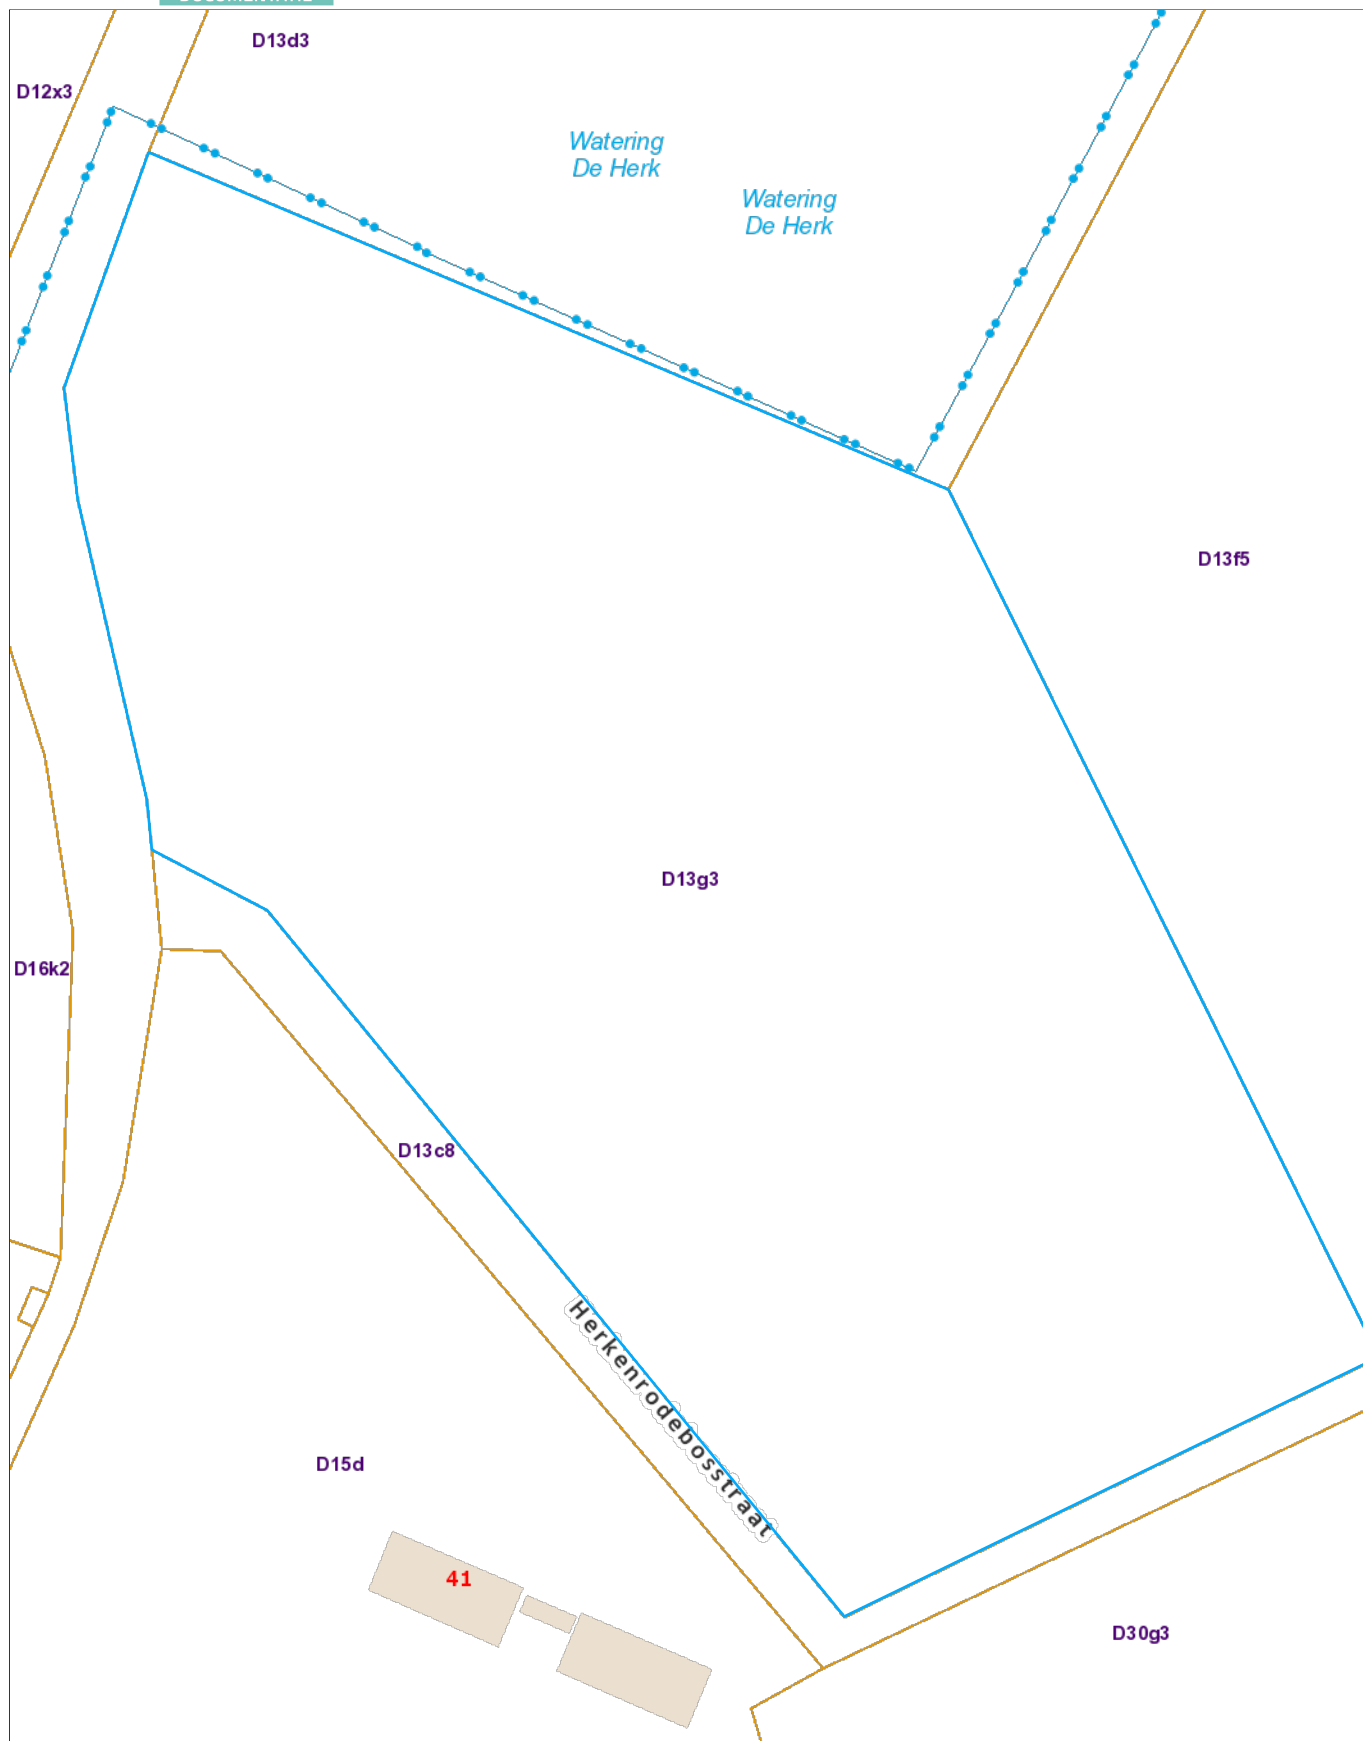 D13d3
D12x3
Watering
De Herk
Watering
De Herk
D13f5
D13g3
D16k2
D13c8
Herkenrodebosstraat
D15d
41
D30g3